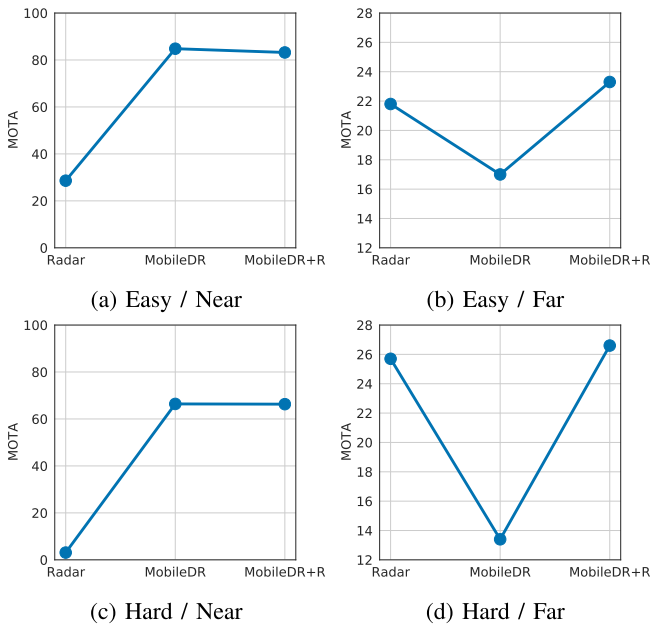 100
80
60
40
20
0
MOTA
Radar
MobileDR
MobileDR+R
(a) Easy / Near
28
26
24
22
20
18
16
14
12
MOTA
Radar
MobileDR
MobileDR+R
(b) Easy / Far
100
80
60
40
20
0
MOTA
Radar
MobileDR
MobileDR+R
(c) Hard / Near
28
26
24
22
20
18
16
14
12
MOTA
Radar
MobileDR
MobileDR+R
(d) Hard / Far